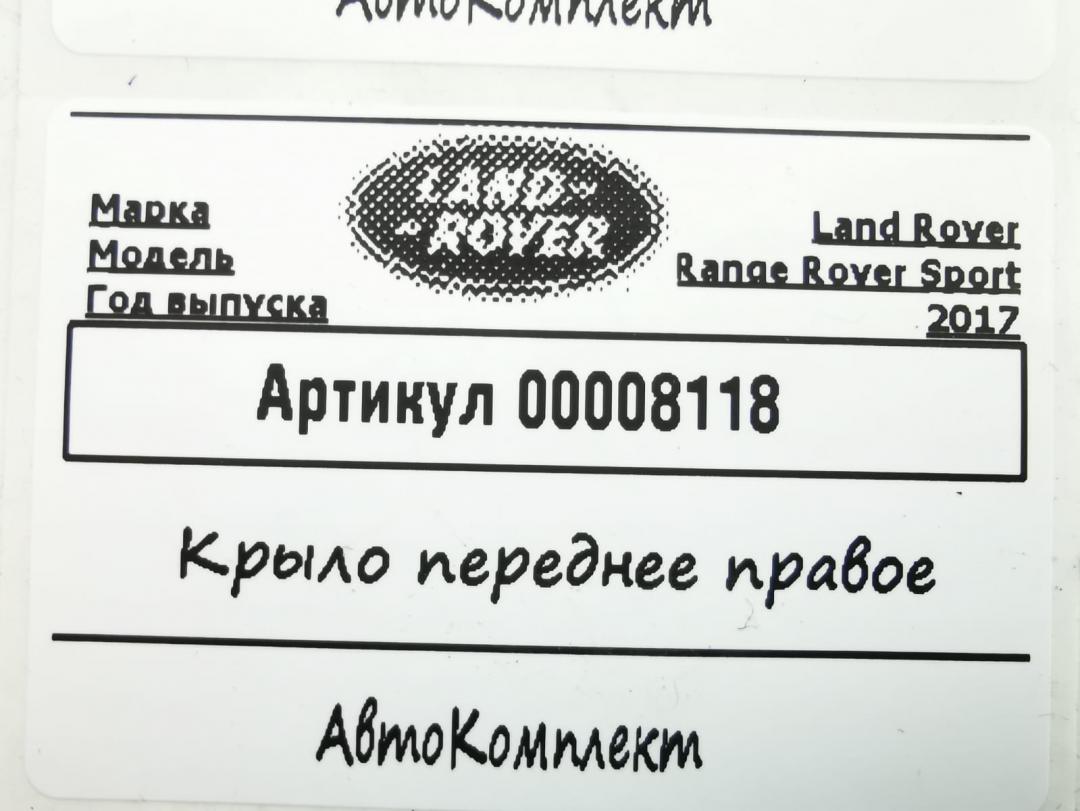 АвтоКомплект
LAND-
-ROVER
Марка Land Rover
Модель Range Rover Sport
Год выпуска 2017
Артикул 00008118
Крыло переднее правое
АвтоКомплект